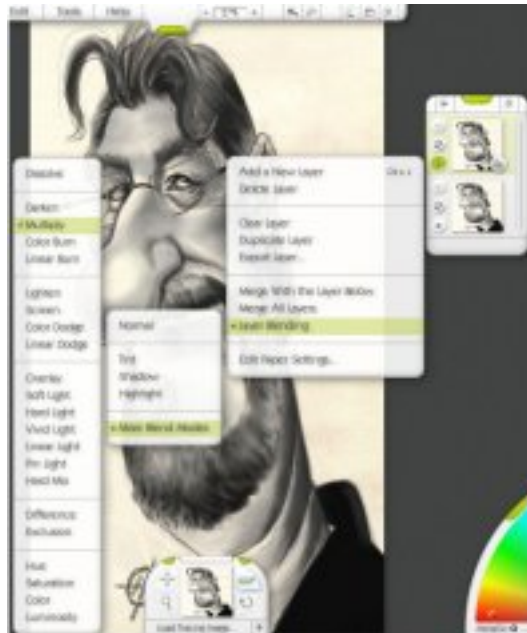 Edit Tools Help
Add a New Layer
Delete Layer
Clear Layer
Duplicate Layer
Export Layer...
Merge With the Layer Below
Merge All Layers
Layer Blending
Edit Paper Settings...
Normal
Tint
Shadow
Highlight
More Blend Modes
Dissolve
Darken
Multiply
Color Burn
Linear Burn
Lighten
Screen
Color Dodge
Linear Dodge
Overlay
Soft Light
Hard Light
Vivid Light
Linear Light
Pin Light
Hard Mix
Difference
Exclusion
Hue
Saturation
Color
Luminosity
Load Tracing Image...